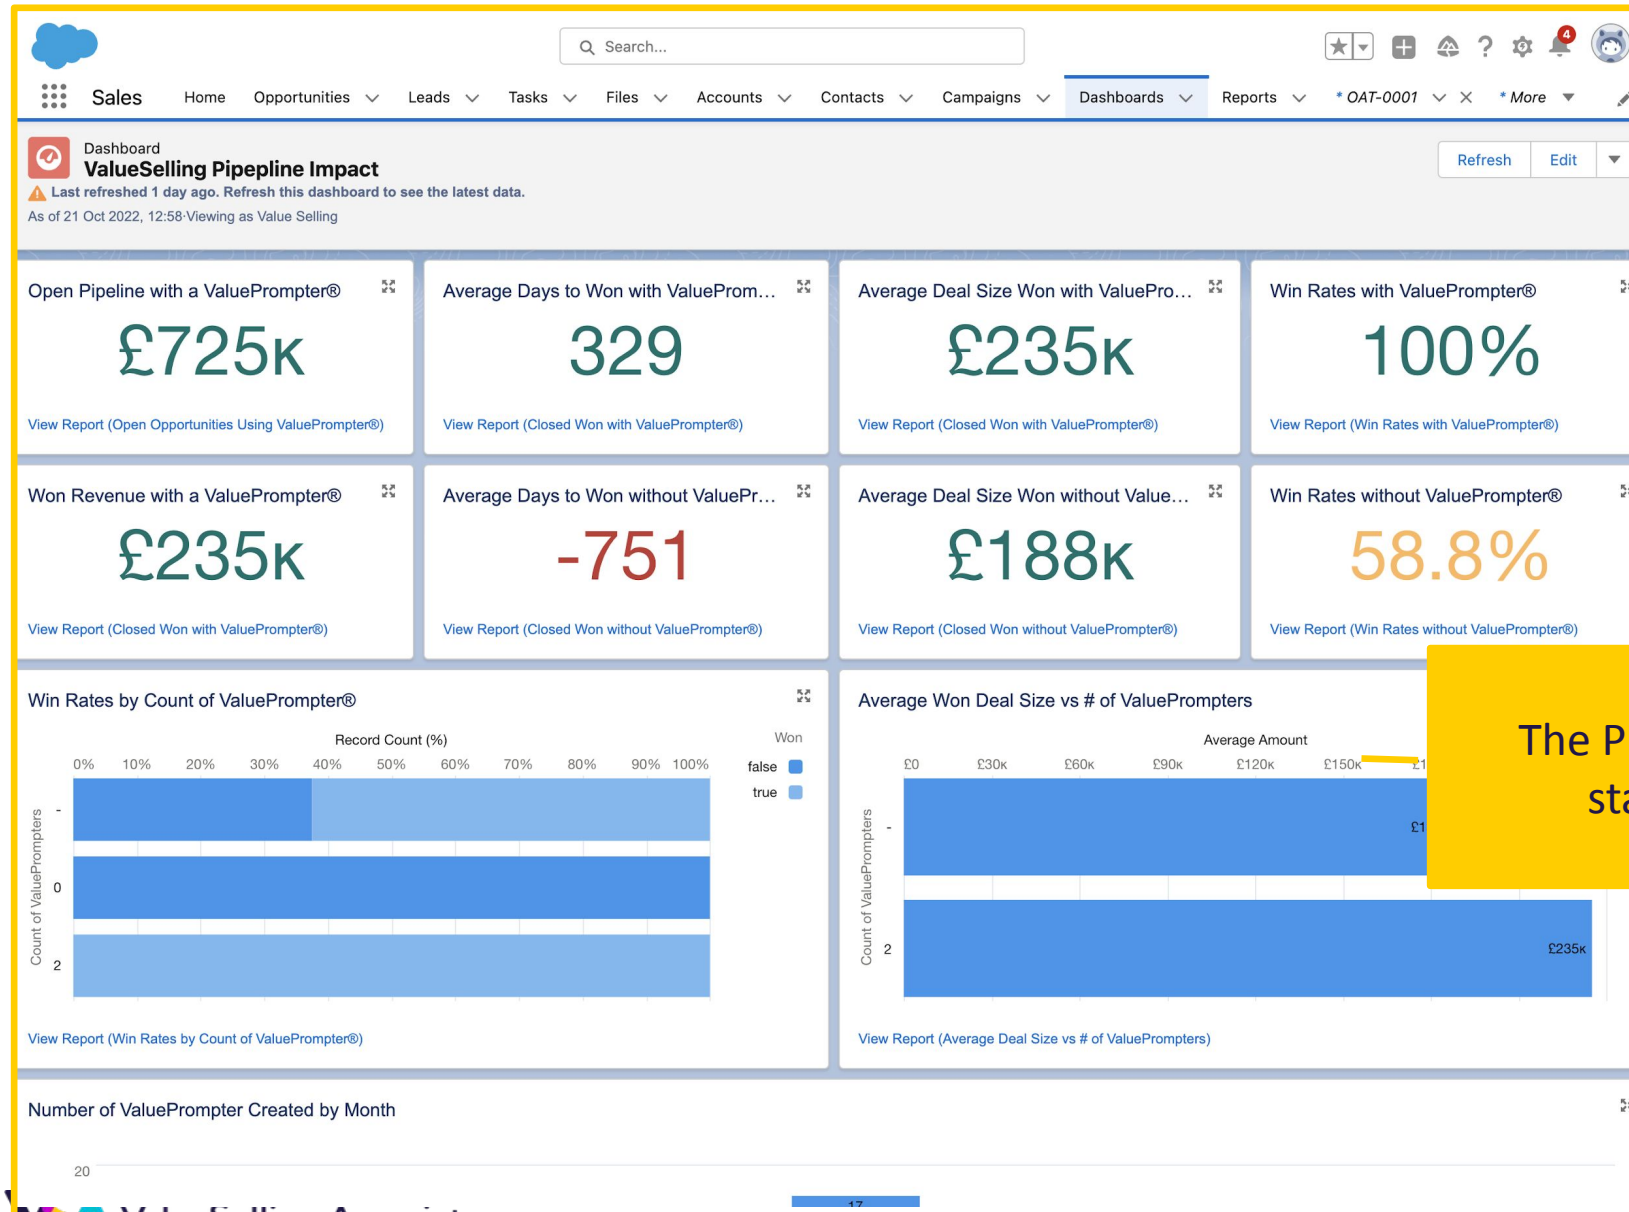 Search...
4
Sales Home Opportunities Leads Tasks Files Accounts Contacts Campaigns Dashboards Reports * OAT-0001 * More
Dashboard
ValueSelling Pipepline Impact
Last refreshed 1 day ago. Refresh this dashboard to see the latest data.
As of 21 Oct 2022, 12:58·Viewing as Value Selling
Refresh Edit
Open Pipeline with a ValuePrompter®
£725K
View Report (Open Opportunities Using ValuePrompter®)
Average Days to Won with ValueProm...
329
View Report (Closed Won with ValuePrompter®)
Average Deal Size Won with ValuePro...
£235K
View Report (Closed Won with ValuePrompter®)
Win Rates with ValuePrompter®
100%
View Report (Win Rates with ValuePrompter®)
Won Revenue with a ValuePrompter®
£235K
View Report (Closed Won with ValuePrompter®)
Average Days to Won without ValuePr...
-751
View Report (Closed Won without ValuePrompter®)
Average Deal Size Won without Value...
£188K
View Report (Closed Won without ValuePrompter®)
Win Rates without ValuePrompter®
58.8%
View Report (Win Rates without ValuePrompter®)
Win Rates by Count of ValuePrompter®
Record Count (%)
0% 10% 20% 30% 40% 50% 60% 70% 80% 90% 100%
Won
false
true
Count of ValuePrompters
-
0
2
View Report (Win Rates by Count of ValuePrompter®)
Average Won Deal Size vs # of ValuePrompters
Average Amount
£0 £30K £60K £90K £120K £150K
Count of ValuePrompters
-
2
£235K
View Report (Average Deal Size vs # of ValuePrompters)
The
Number of ValuePrompter Created by Month
20
17